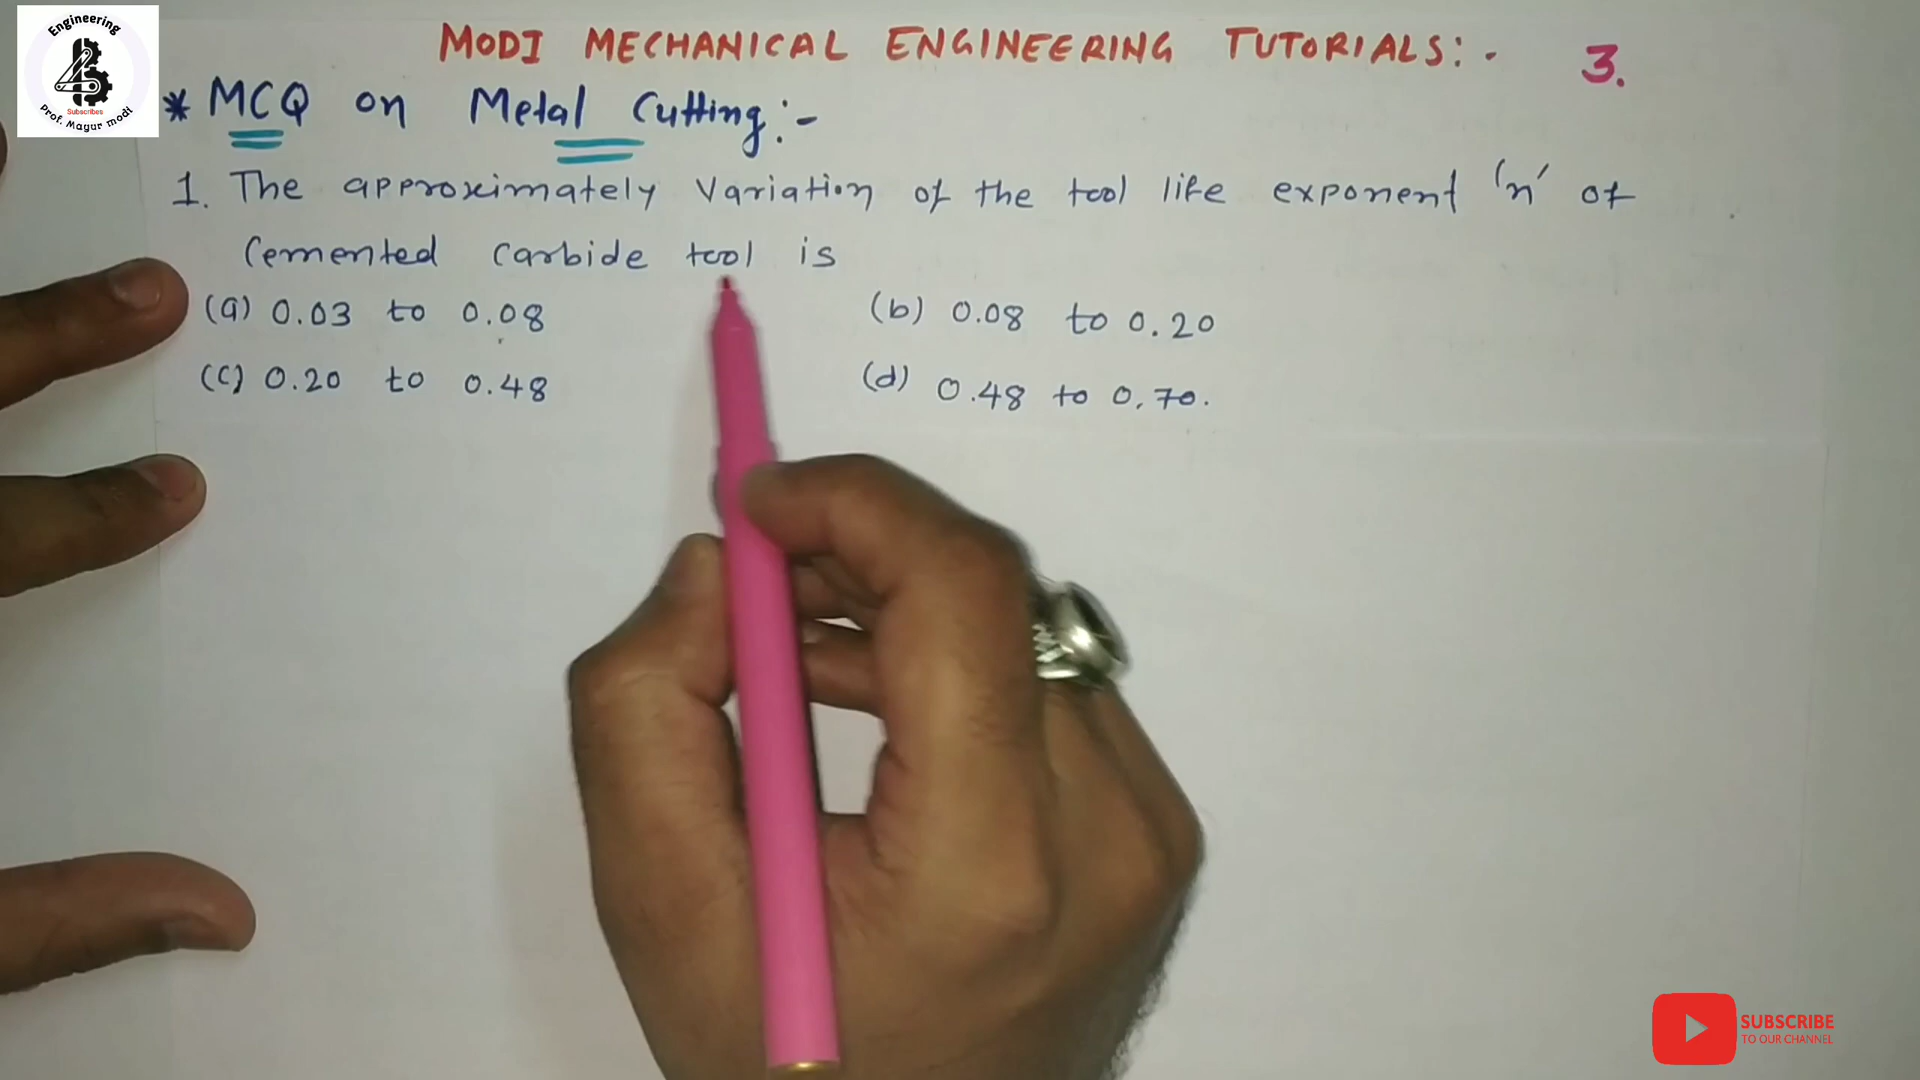 Engineering
Subscribes
Prof. Mayur modi
MODI MECHANICAL ENGINEERING TUTORIALS:- 3.
* MCQ on Metal Cutting:-
1. The approximately Variation of the tool life exponent 'n' of
Cemented Carbide tool is
(a) 0.03 to 0.08 (b) 0.08 to 0.20
(c) 0.20 to 0.48 (d) 0.48 to 0.70.
SUBSCRIBE
TO OUR CHANNEL